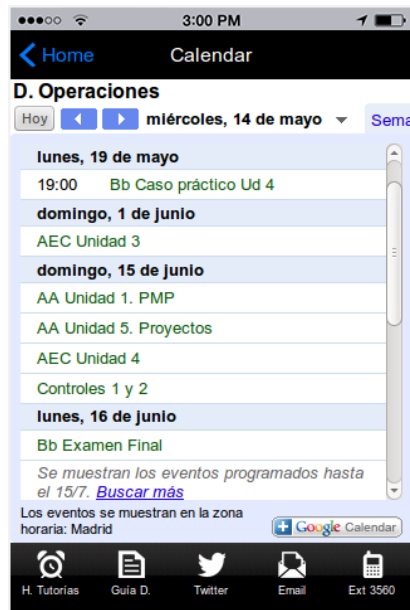 3:00 PM
Home Calendar
D. Operaciones
Hoy miércoles, 14 de mayo Sema
lunes, 19 de mayo
19:00 Bb Caso práctico Ud 4
domingo, 1 de junio
AEC Unidad 3
domingo, 15 de junio
AA Unidad 1. PMP
AA Unidad 5. Proyectos
AEC Unidad 4
Controles 1 y 2
lunes, 16 de junio
Bb Examen Final
Se muestran los eventos programados hasta
el 15/7. Buscar más
Los eventos se muestran en la zona
horaria: Madrid
Google Calendar
H. Tutorias Guía D. Twitter Email Ext 3560